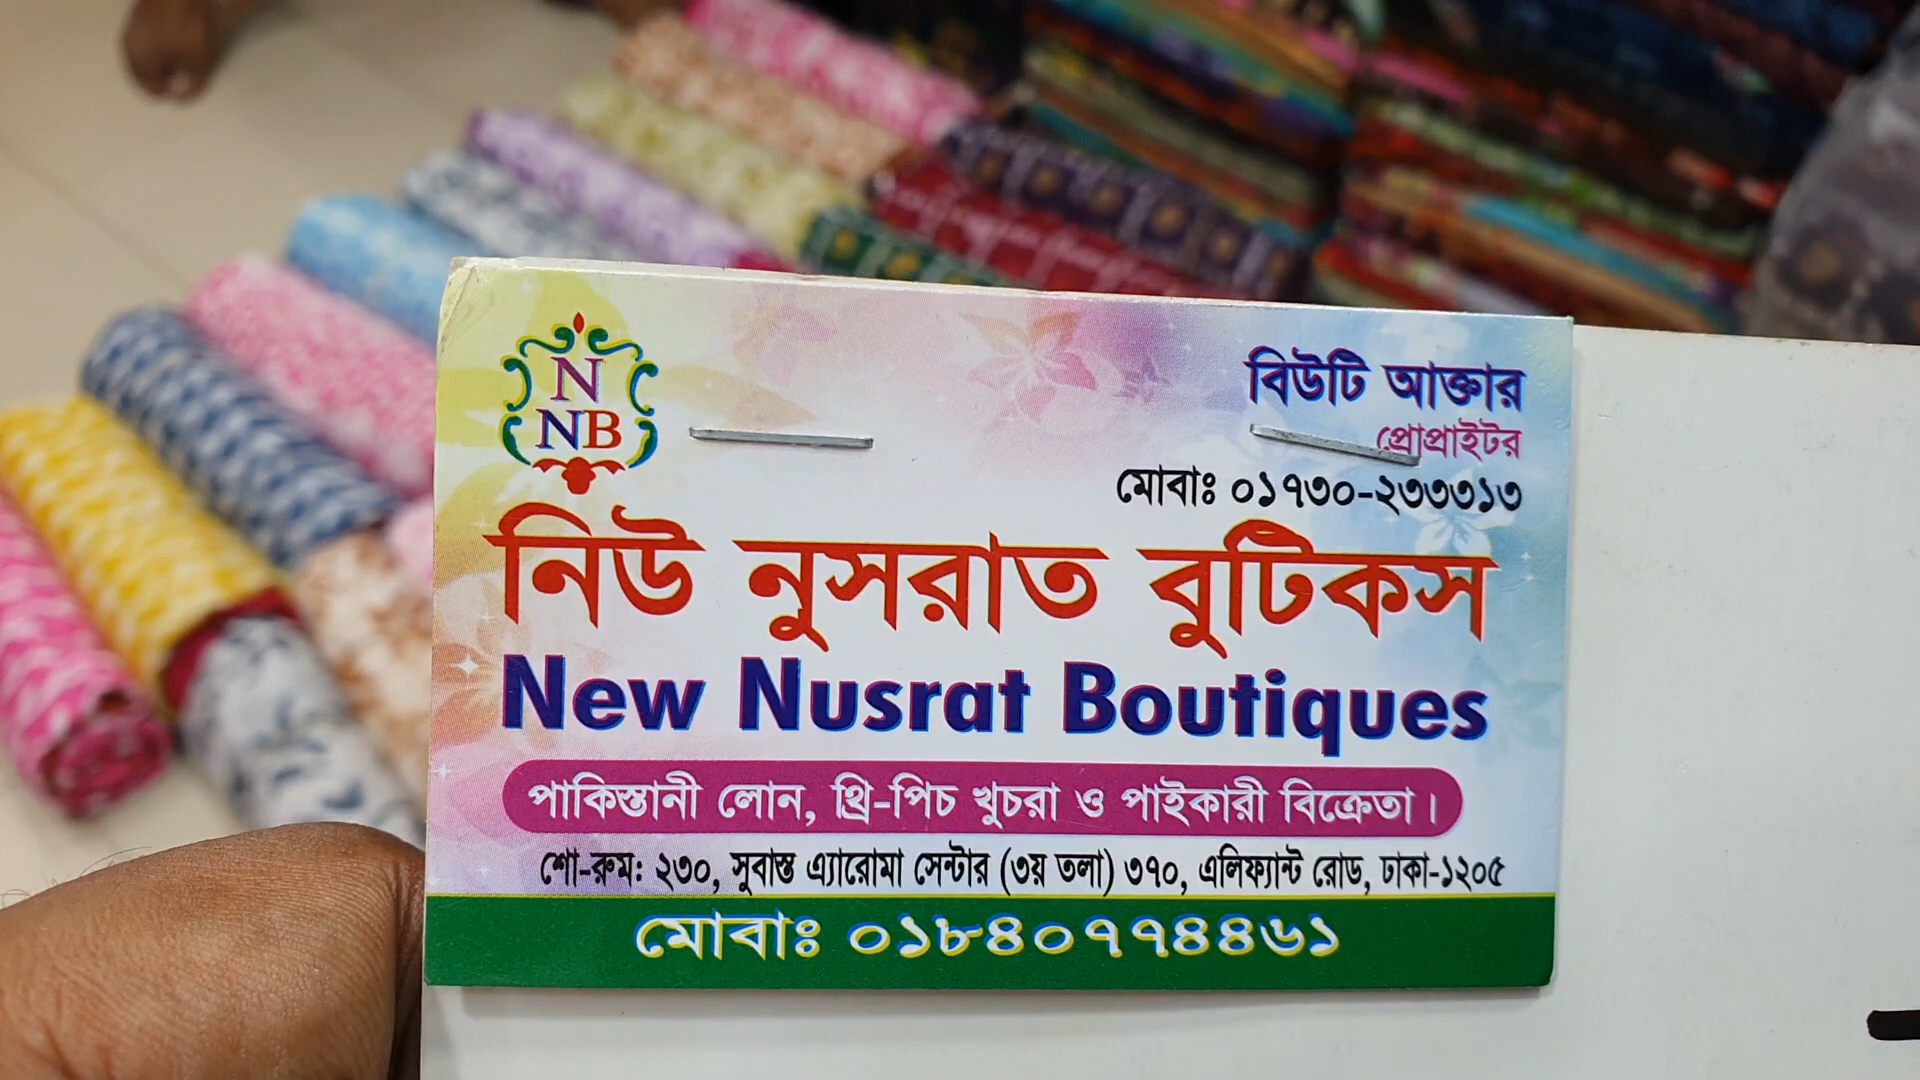 N
NB
বিউটি আক্তার
প্রোপ্রাইটর
মোবাঃ ০১৭৩০-২৩৩৩১৩
নিউ নুসরাত বুটিকস
New Nusrat Boutiques
পাকিস্তানী লোন, থ্রি-পিচ খুচরা ও পাইকারী বিক্রেতা।
শো-রুম: ২৩০, সুবাস্ত এ্যারোমা সেন্টার (৩য় তলা) ৩৭০, এলিফ্যান্ট রোড, ঢাকা-১২০৫
মোবাঃ ০১৮৪০৭৭৪৪৬১